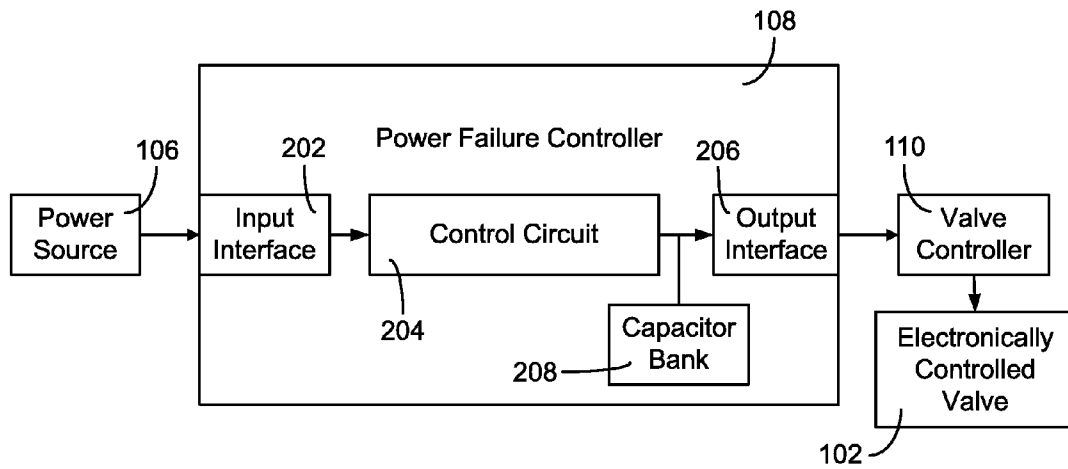 108
Power Failure Controller
106
202
206
110
Power
Source
Input
Interface
Control Circuit
Output
Interface
Valve
Controller
204
Capacitor
Bank
208
Electronically
Controlled
Valve
102